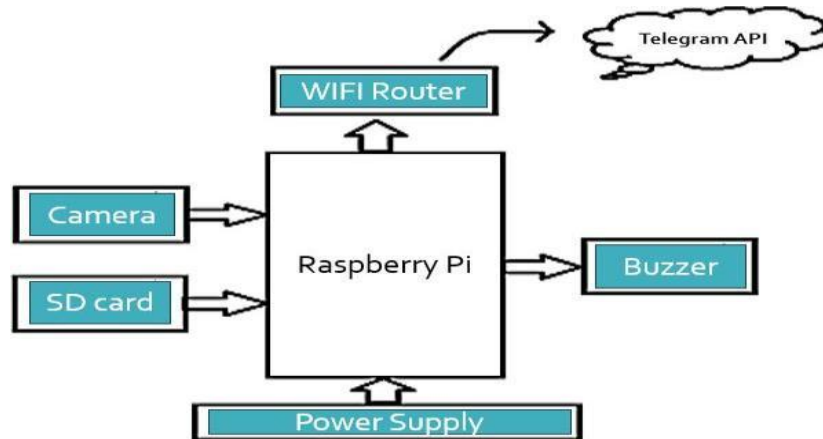 Telegram API
WIFI Router
Camera
Raspberry Pi
Buzzer
SD card
Power Supply